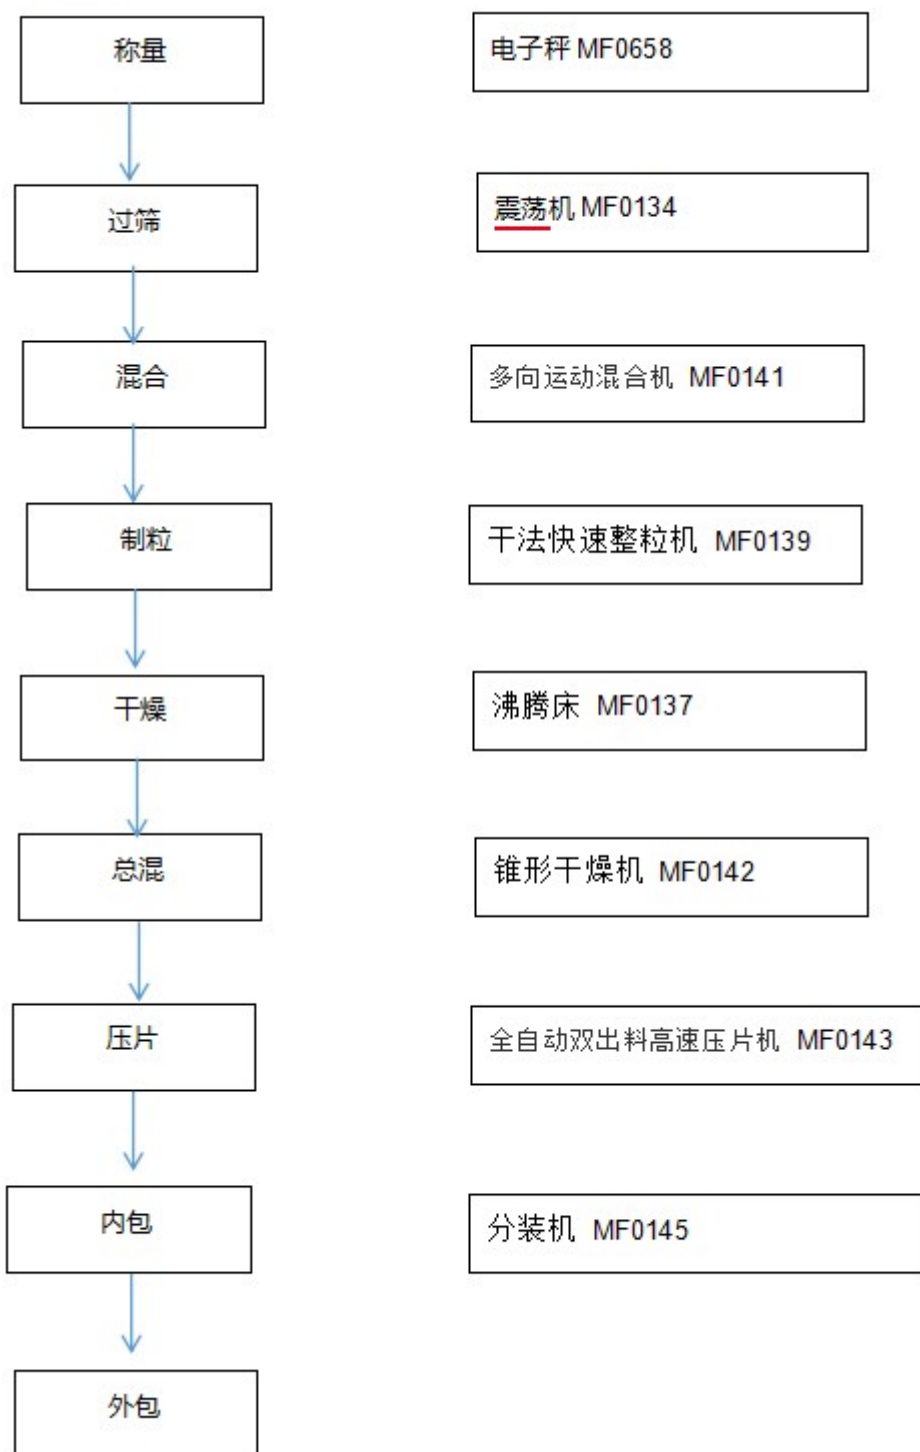 称量
电子秤 MF0658
过筛
震荡机 MF0134
混合
多向运动混合机 MF0141
制粒
干法快速整粒机 MF0139
干燥
沸腾床 MF0137
总混
锥形干燥机 MF0142
压片
全自动双出料高速压片机 MF0143
内包
分装机 MF0145
外包